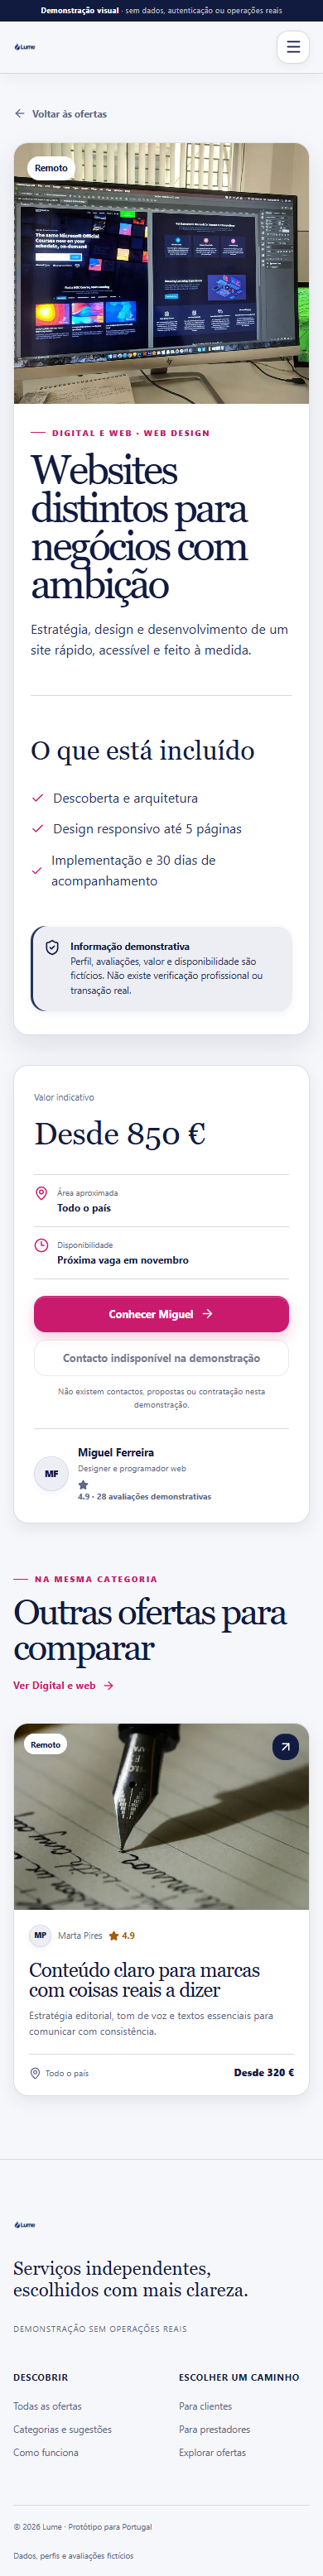 Demonstração visual · sem dados, autenticação ou operações reais
Lume
Voltar às ofertas
Remoto
DIGITAL E WEB · WEB DESIGN
Websites
distintos para
negócios com
ambição
Estratégia, design e desenvolvimento de um
site rápido, acessível e feito à medida.
O que está incluído
Descoberta e arquitetura
Design responsivo até 5 páginas
Implementação e 30 dias de
acompanhamento
Informação demonstrativa
Perfil, avaliações, valor e disponibilidade são
fictícios. Não existe verificação profissional ou
transação real.
Valor indicativo
Desde 850 €
Área aproximada
Todo o país
Disponibilidade
Próxima vaga em novembro
Conhecer Miguel
Contacto indisponível na demonstração
Não existem contactos, propostas ou contratação nesta
demonstração.
MF
Miguel Ferreira
Designer e programador web
4.9 · 28 avaliações demonstrativas
NA MESMA CATEGORIA
Outras ofertas para
comparar
Ver Digital e web
Remoto
MP Marta Pires 4.9
Conteúdo claro para marcas
com coisas reais a dizer
Estratégia editorial, tom de voz e textos essenciais para
comunicar com consistência.
Todo o país Desde 320 €
Lume
Serviços independentes,
escolhidos com mais clareza.
DEMONSTRAÇÃO SEM OPERAÇÕES REAIS
DESCOBRIR
Todas as ofertas
Categorias e sugestões
Como funciona
ESCOLHER UM CAMINHO
Para clientes
Para prestadores
Explorar ofertas
© 2026 Lume · Protótipo para Portugal
Dados, perfis e avaliações fictícios